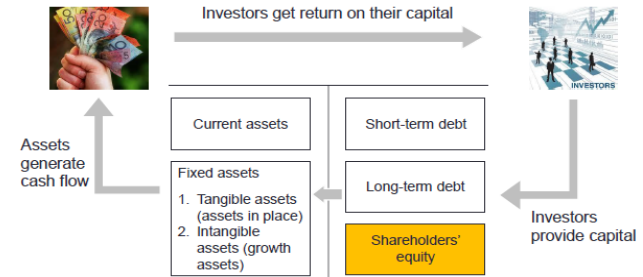 Investors get return on their capital
INVESTORS
Current assets
Short-term debt
Assets
generate
cash flow
Fixed assets
1. Tangible assets
(assets in place)
2. Intangible
assets (growth
assets)
Long-term debt
Shareholders'
equity
Investors
provide capital